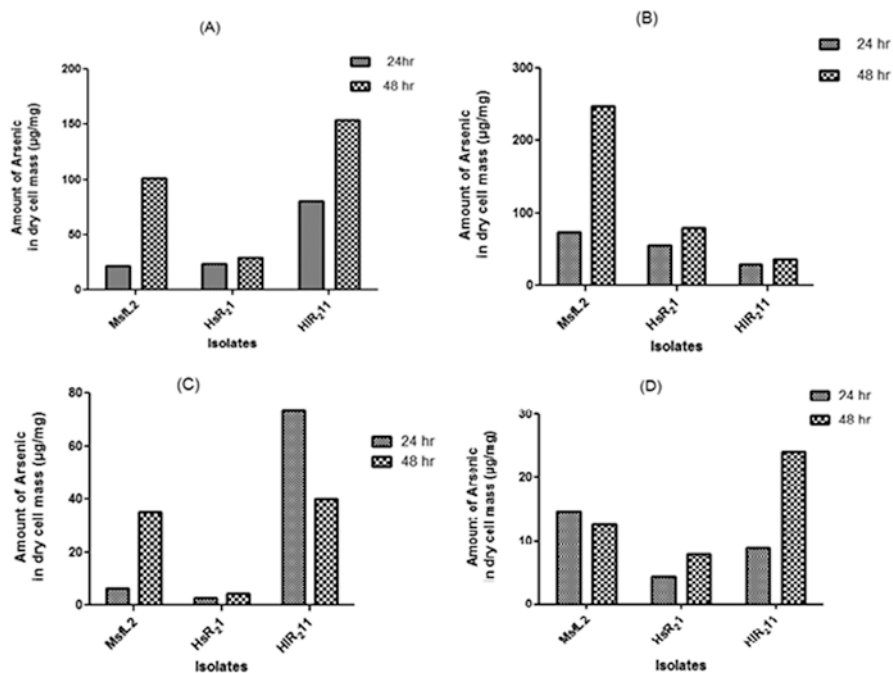 (A)
24hr
48 hr
Amount of Arsenic
in dry cell mass (µg/mg)
200
150
100
50
0
MsfL2
HsR₂1
HIR₂11
Isolates
(B)
24 hr
48 hr
Amount of Arsenic
in dry cell mass (µg/mg)
300
200
100
0
MsfL2
HsR₂1
HIR₂11
Isolates
(C)
24 hr
48 hr
Amount of Arsenic
in dry cell mass (µg/mg)
80
60
40
20
0
MsfL2
HsR₂1
HIR₂11
Isolates
(D)
24 hr
48 hr
Amount of Arsenic
in dry cell mass (µg/mg)
30
20
10
0
MsfL2
HsR₂1
HIR₂11
Isolates